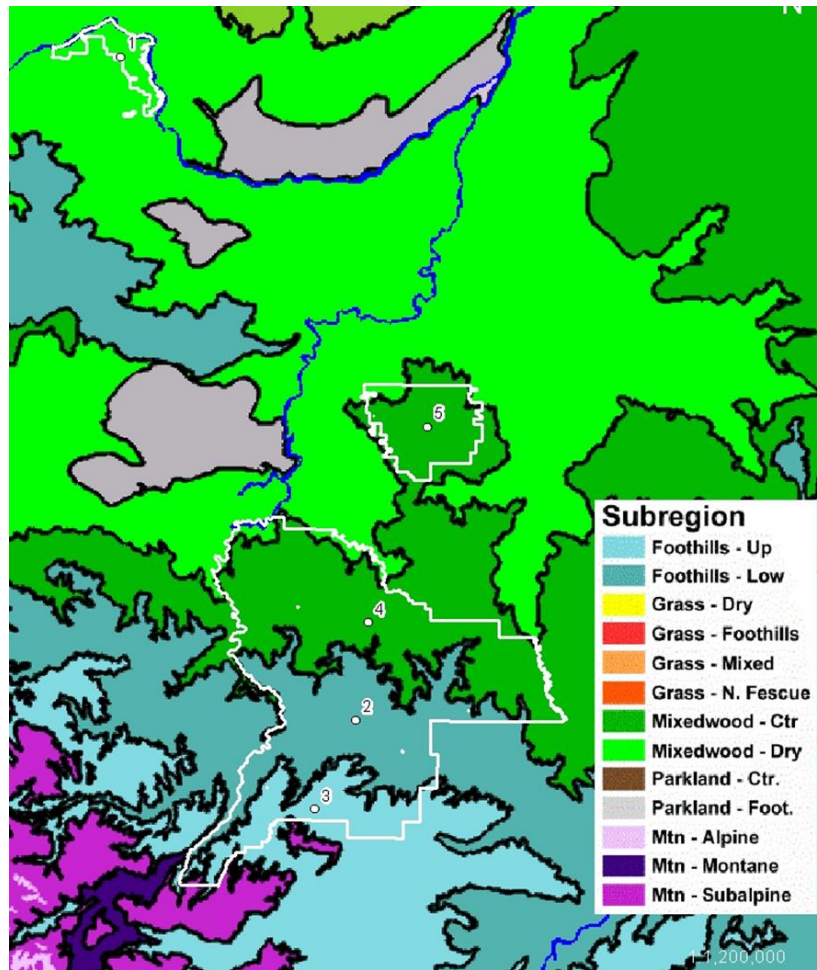 N
5
4
2
3
Subregion
Foothills - Up
Foothills - Low
Grass - Dry
Grass - Foothills
Grass - Mixed
Grass - N. Fescue
Mixedwood - Ctr
Mixedwood - Dry
Parkland - Ctr.
Parkland - Foot.
Mtn - Alpine
Mtn - Montane
Mtn - Subalpine
1:1,200,000